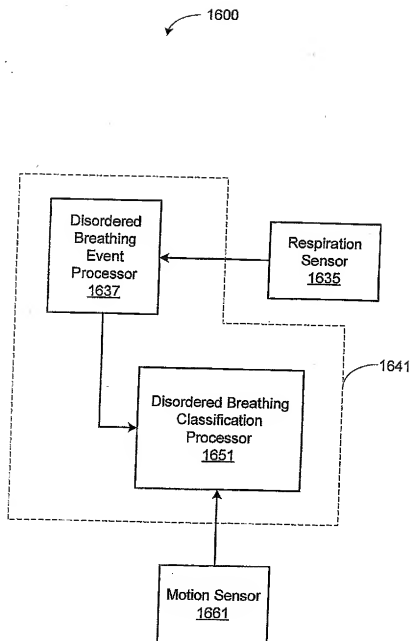 1600
Disordered
Breathing
Event
Processor
1637
Respiration
Sensor
1635
1641
Disordered Breathing
Classification
Processor
1651
Motion Sensor
1661